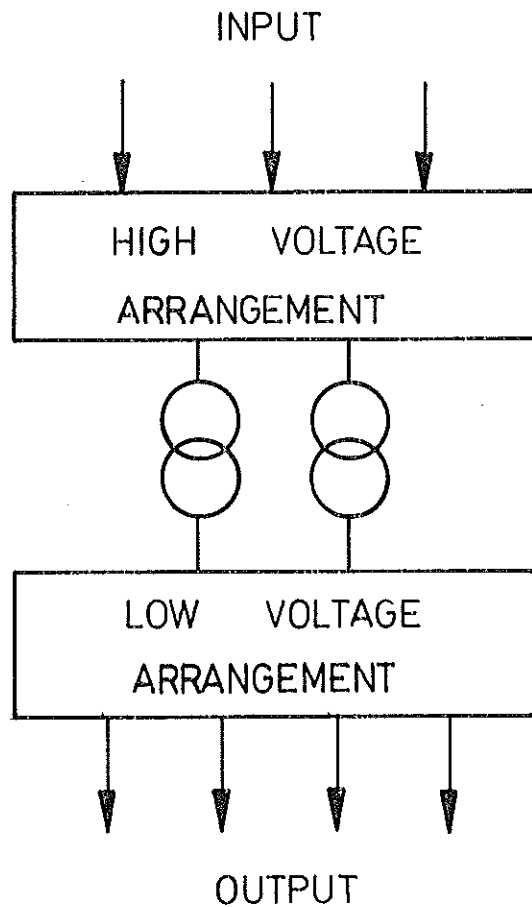 INPUT
HIGH VOLTAGE
ARRANGEMENT
LOW VOLTAGE
ARRANGEMENT
OUTPUT